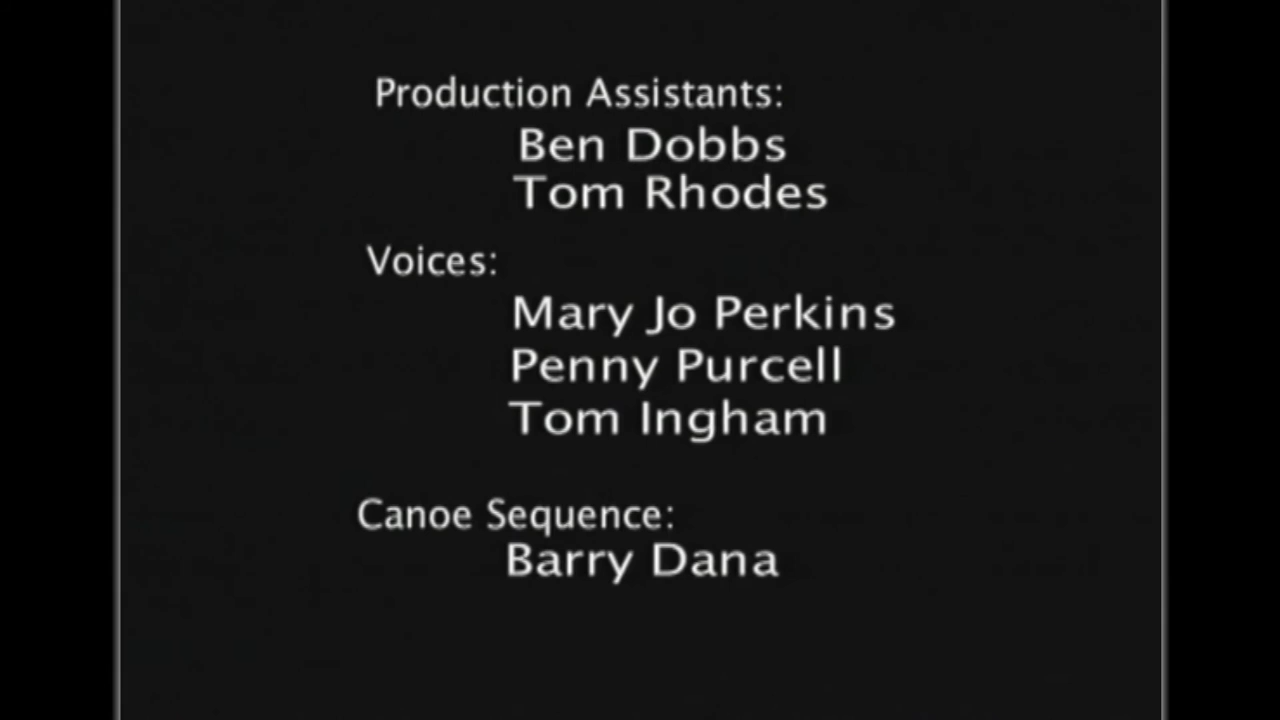 Production Assistants:
Ben Dobbs
Tom Rhodes
Voices:
Mary Jo Perkins
Penny Purcell
Tom Ingham
Canoe Sequence:
Barry Dana